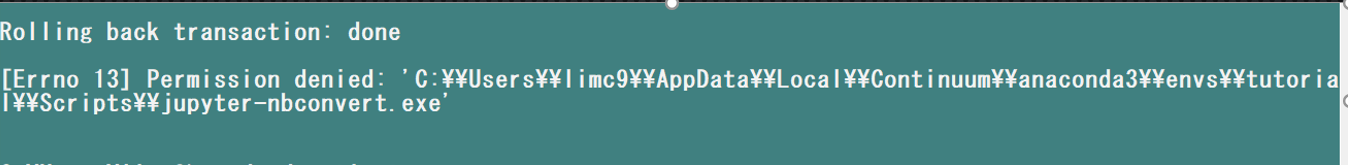 Rolling back transaction: done
[Errno 13] Permission denied: 'C:¥¥Users¥¥limc9¥¥AppData¥¥Local¥¥Continuum¥¥anaconda3¥¥envs¥¥tutoria
l¥¥Scripts¥¥jupyter-nbconvert.exe'